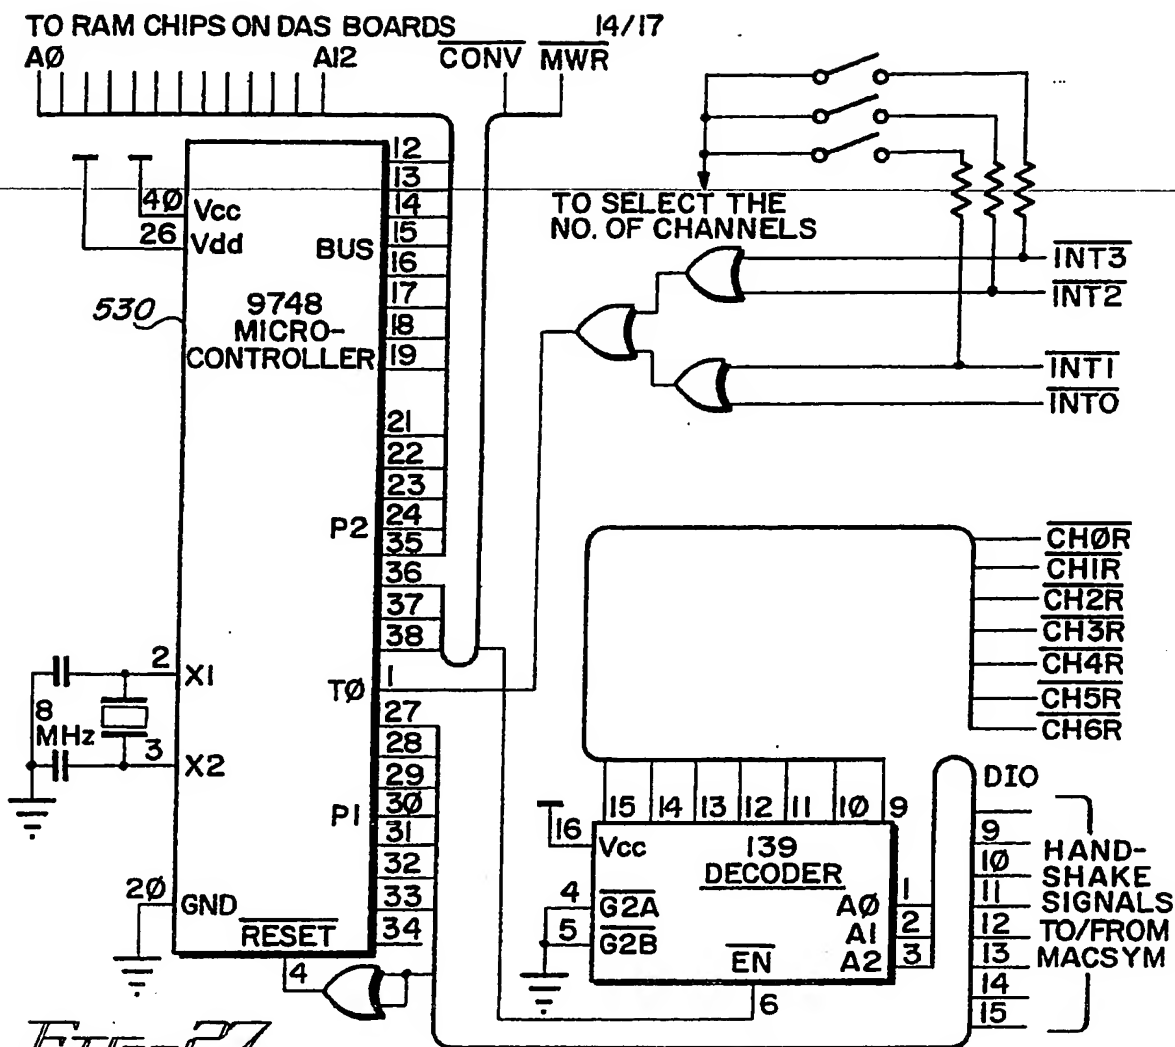 TO RAM CHIPS ON DAS BOARDS 14/17
AØ A12 CONV MWR
12
13
14
15
16
17
18
19
4Ø Vcc
26 Vdd
BUS
530
9748
MICRO-
CONTROLLER
TO SELECT THE
NO. OF CHANNELS
INT3
INT2
INT1
INTO
21
22
23
24
P2
35
36
37
38
TØ 1
2 X1
8
MHz
3 X2
27
28
29
P1 3Ø
31
32
33
34
2Ø GND
RESET
4
CHØR
CH1R
CH2R
CH3R
CH4R
CH5R
CH6R
15 14 13 12 11 1Ø 9
16 Vcc
139
DECODER
4 G2A
5 G2B
AØ 1
A1 2
A2 3
EN
6
DIO
9
1Ø
11
12
13
14
15
HAND-
SHAKE
SIGNALS
TO/FROM
MACSYM
FIG-27